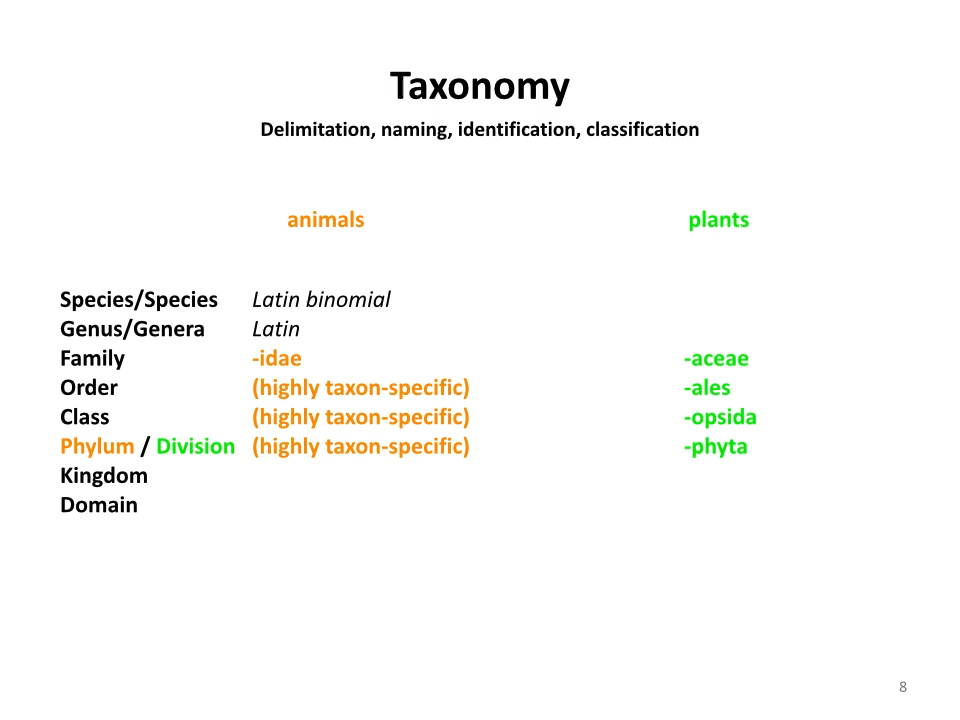 Taxonomy
Delimitation, naming, identification, classification
animals plants
Species/Species Latin binomial
Genus/Genera Latin
Family -idae -aceae
Order (highly taxon-specific) -ales
Class (highly taxon-specific) -opsida
Phylum / Division (highly taxon-specific) -phyta
Kingdom
Domain
8